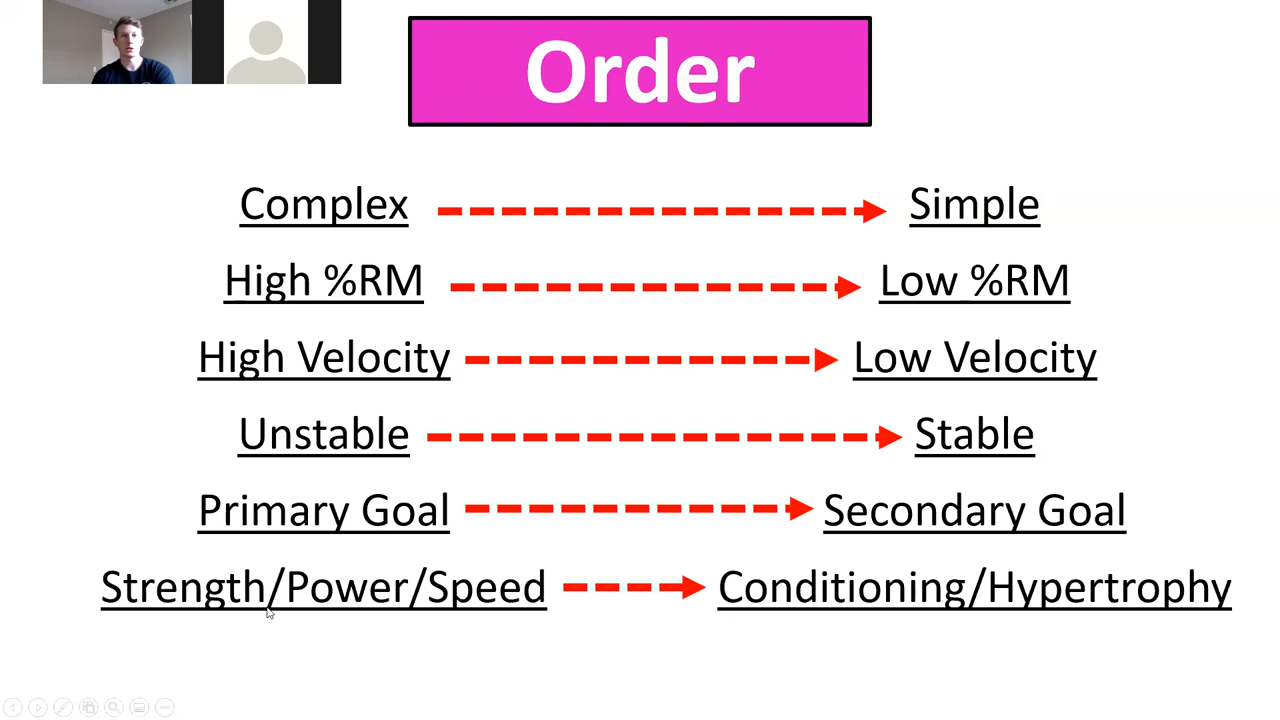 Order
Complex Simple
High %RM Low %RM
High Velocity Low Velocity
Unstable Stable
Primary Goal Secondary Goal
Strength/Power/Speed Conditioning/Hypertrophy